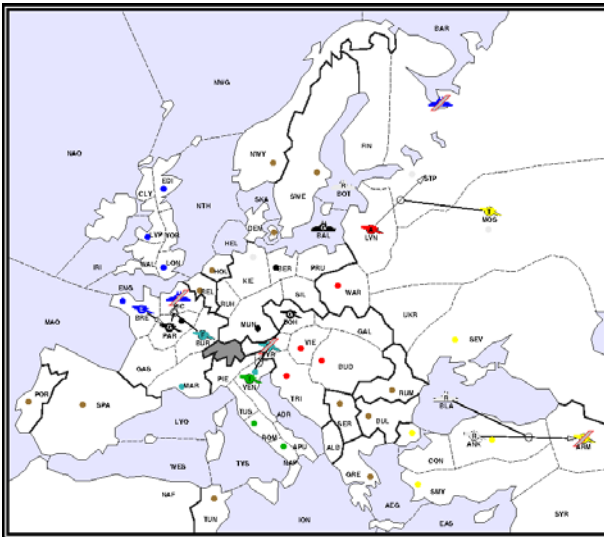 BAR
NWG
NAO
FIN
NWY
STP
EDI
CLY
SWE
BOT
SKA
MOS
NTH
LVN
LVP YOR
DEN
BAL
HEL
IRI
WAL
LON
HOL
KIE
BER
PRU
WAR
ENG
BEL
RUH
SIL
PIC
UKR
BRE
MAO
PAR
MUN
BOH
GAL
BUR
SEV
TYR
VIE
BUD
GAS
MAR
PIE
VEN
TRI
RUM
POR
SPA
BLA
TUS
ADR
SER
BUL
LYO
ROM
APU
ANK
ARM
ALB
CON
WES
TYS
NAP
GRE
SMY
NAF
SYR
TUN
ION
AEG
EAS